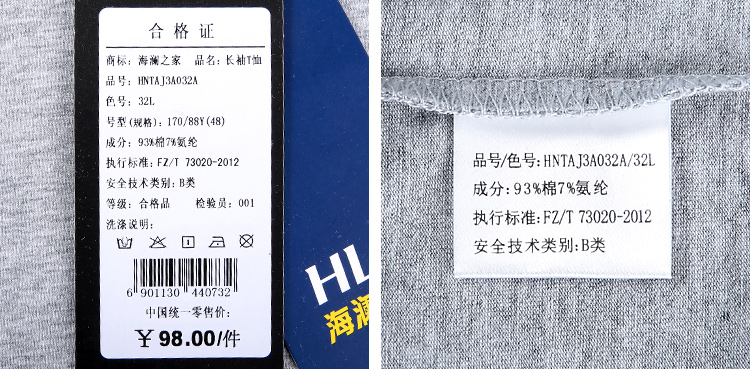 合格证
商标: 海澜之家 品名: 长袖T恤
品号: HNTAJ3A032A
色号: 32L
号型(规格): 170/88Y(48)
成分: 93%棉7%氨纶
执行标准: FZ/T 73020-2012
安全技术类别: B类
等级: 合格品 检验员: 001
洗涤说明:
6 901130 440732
中国统一零售价:
¥ 98.00/件
HL
海澜
品号/色号: HNTAJ3A032A/32L
成分: 93%棉7%氨纶
执行标准: FZ/T 73020-2012
安全技术类别: B类